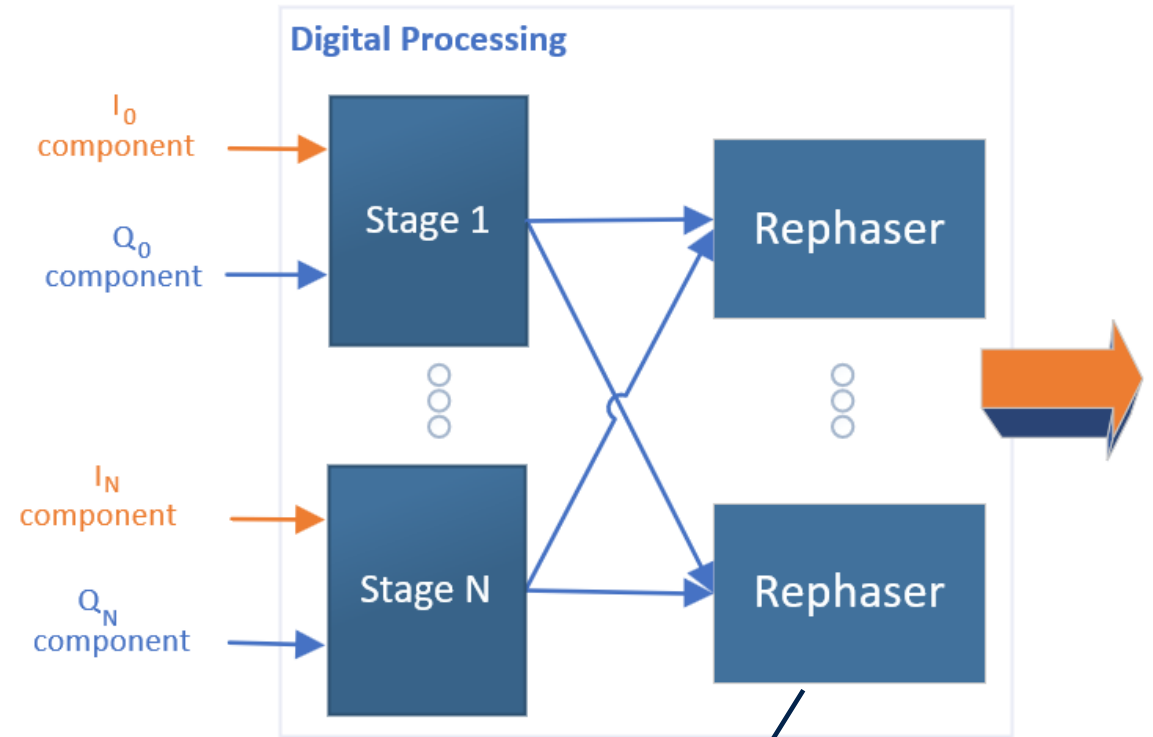 Digital Processing
I0
component
Stage 1
Q0
component
Rephaser
IN
component
Stage N
QN
component
Rephaser